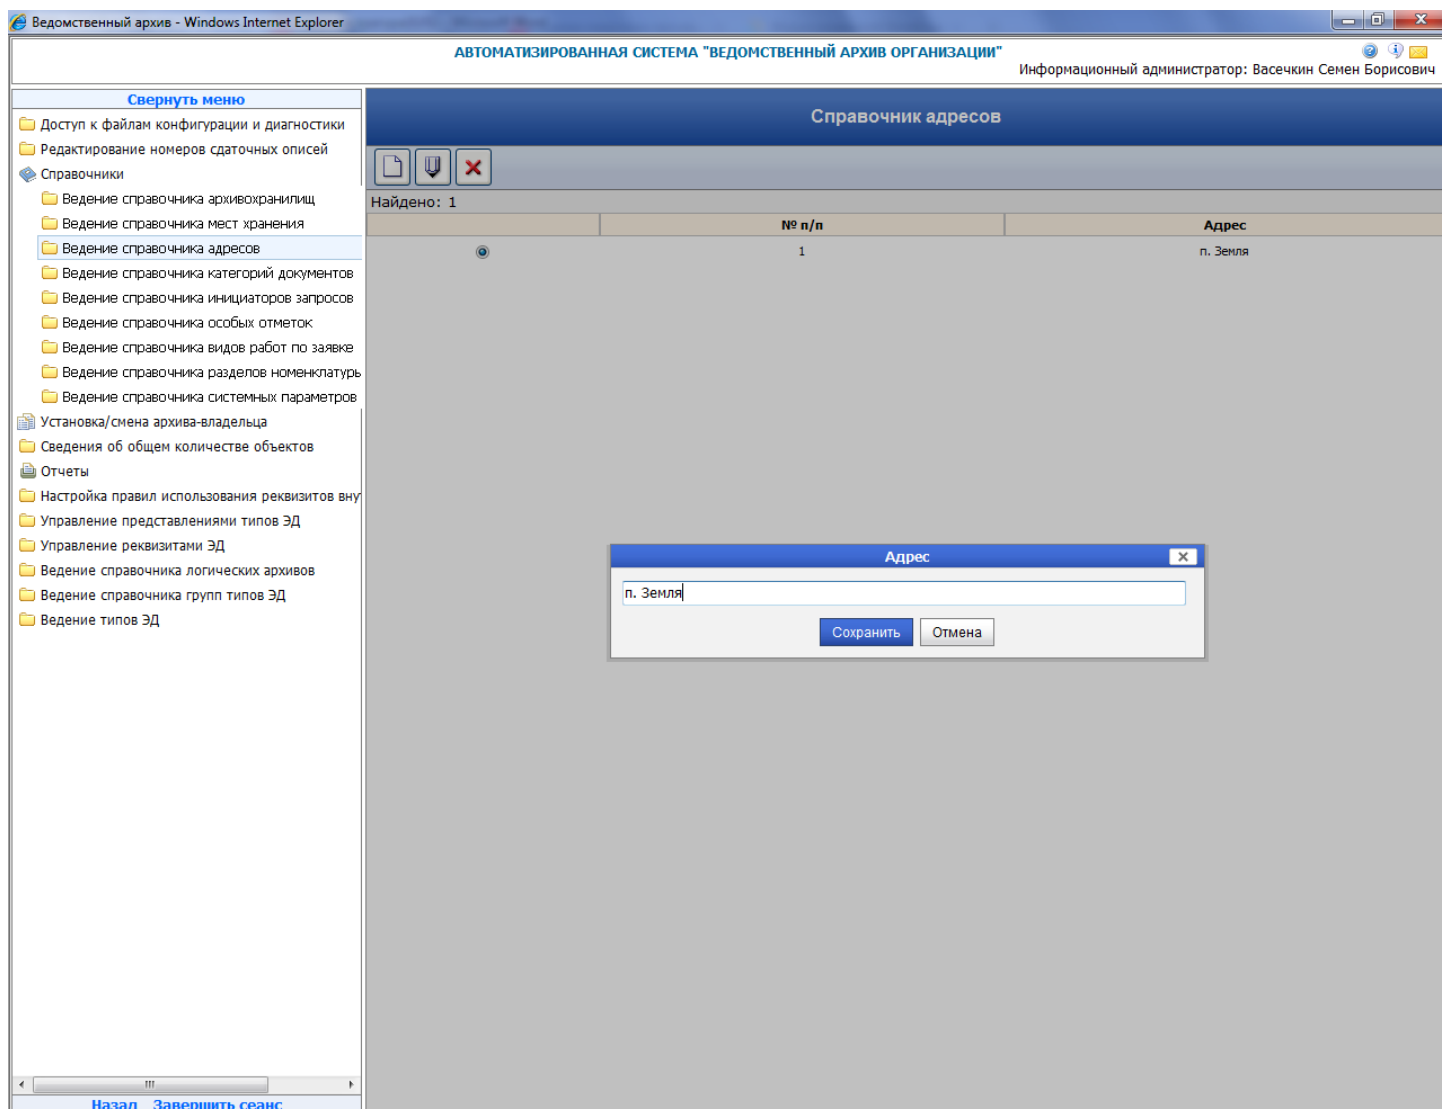 Ведомственный архив - Windows Internet Explorer
АВТОМАТИЗИРОВАННАЯ СИСТЕМА "ВЕДОМСТВЕННЫЙ АРХИВ ОРГАНИЗАЦИИ"
Информационный администратор: Васечкин Семен Борисович
Свернуть меню
Доступ к файлам конфигурации и диагностики
Редактирование номеров сдаточных описей
Справочники
Ведение справочника архивохранилищ
Ведение справочника мест хранения
Ведение справочника адресов
Ведение справочника категорий документов
Ведение справочника инициаторов запросов
Ведение справочника особых отметок
Ведение справочника видов работ по заявке
Ведение справочника разделов номенклатуры
Ведение справочника системных параметров
Установка/смена архива-владельца
Сведения об общем количестве объектов
Отчеты
Настройка правил использования реквизитов вну
Управление представлениями типов ЭД
Управление реквизитами ЭД
Ведение справочника логических архивов
Ведение справочника групп типов ЭД
Ведение типов ЭД
Назад Завершить сеанс
Справочник адресов
Найдено: 1
№ п/п Адрес
1 п. Земля
Адрес
п. Земля
Сохранить Отмена